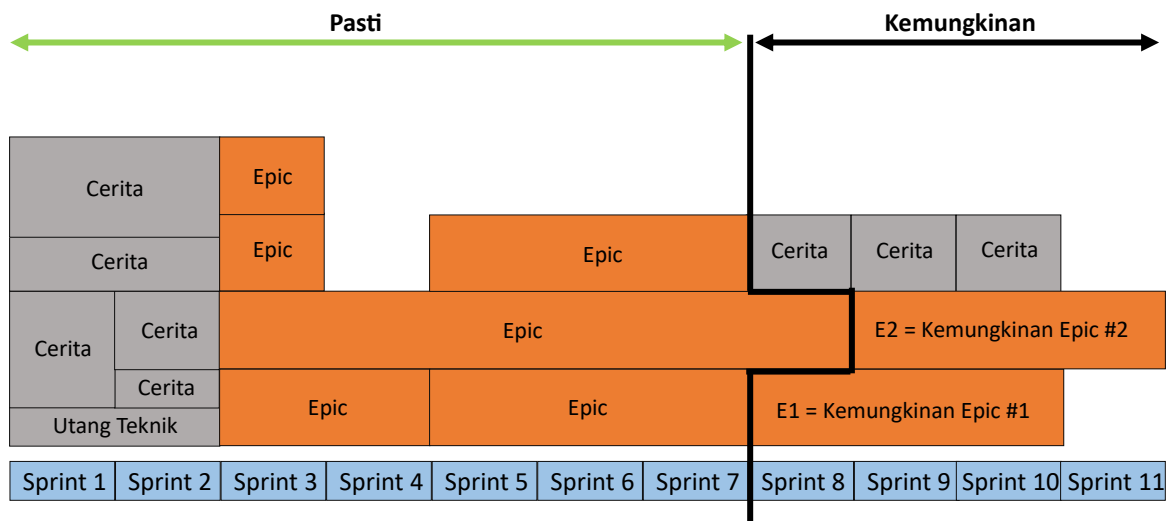 Pasti
Kemungkinan
Cerita
Epic
Cerita
Epic
Epic
Cerita
Cerita
Cerita
Cerita
Cerita
Cerita
Epic
E2 = Kemungkinan Epic #2
Utang Teknik
Epic
Epic
E1 = Kemungkinan Epic #1
Sprint 1
Sprint 2
Sprint 3
Sprint 4
Sprint 5
Sprint 6
Sprint 7
Sprint 8
Sprint 9
Sprint 10
Sprint 11